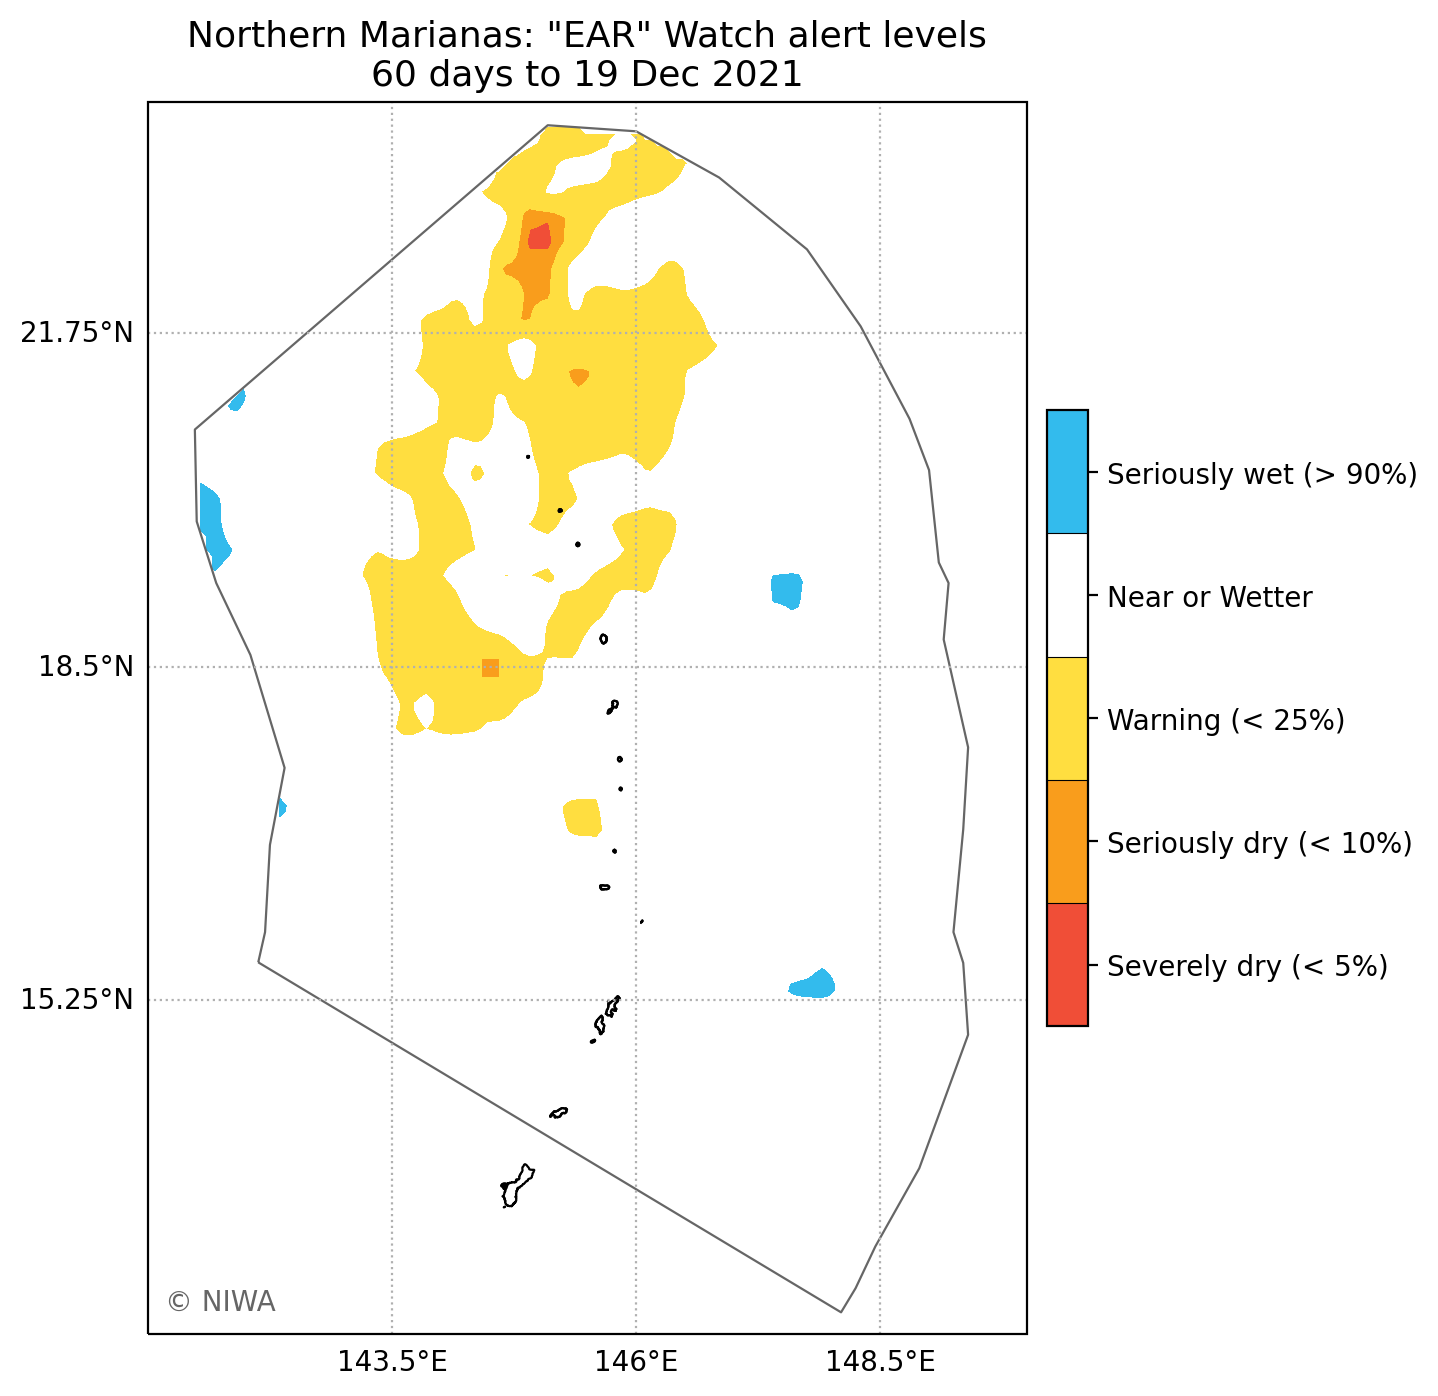 Northern Marianas: "EAR" Watch alert levels
60 days to 19 Dec 2021
21.75°N
18.5°N
15.25°N
143.5°E
146°E
148.5°E
Seriously wet (> 90%)
Near or Wetter
Warning (< 25%)
Seriously dry (< 10%)
Severely dry (< 5%)
© NIWA